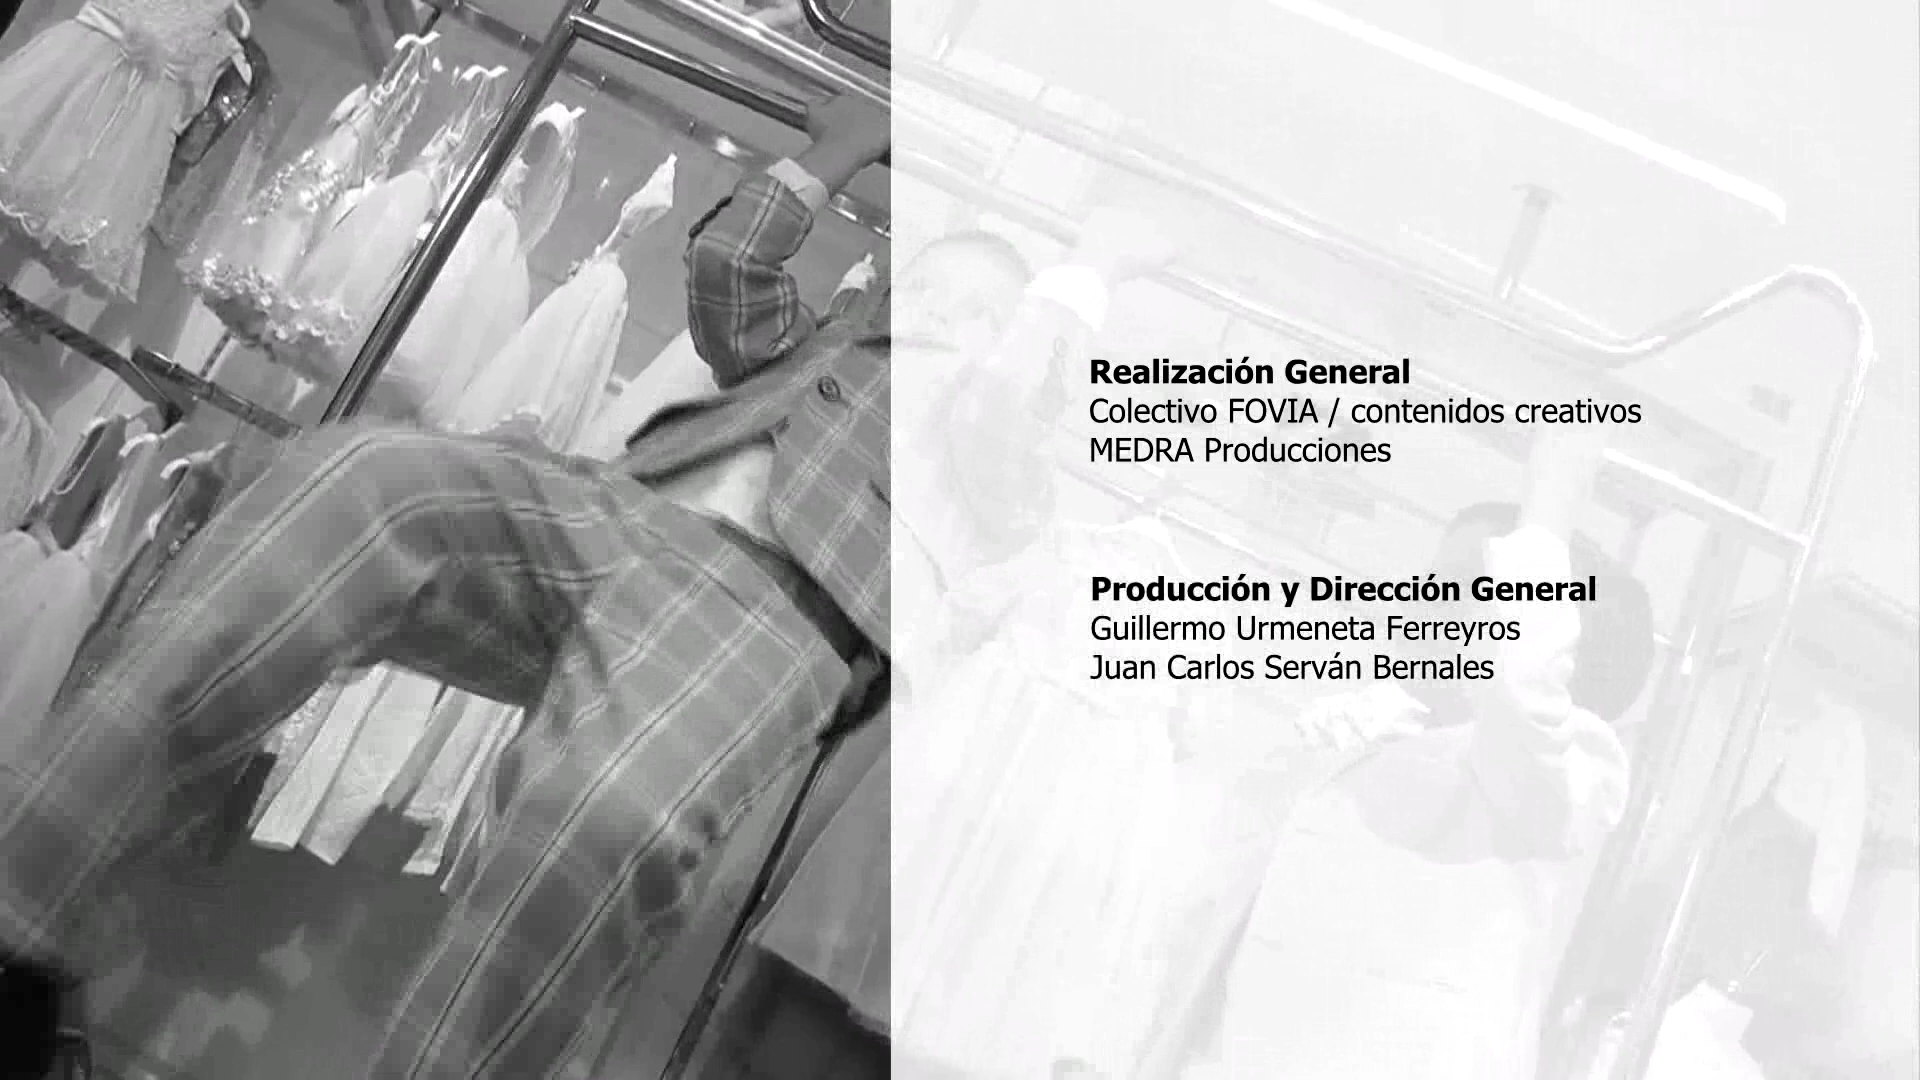 Realización General
Colectivo FOVIA / contenidos creativos
MEDRA Producciones
Producción y Dirección General
Guillermo Urmeneta Ferreyros
Juan Carlos Serván Bernales